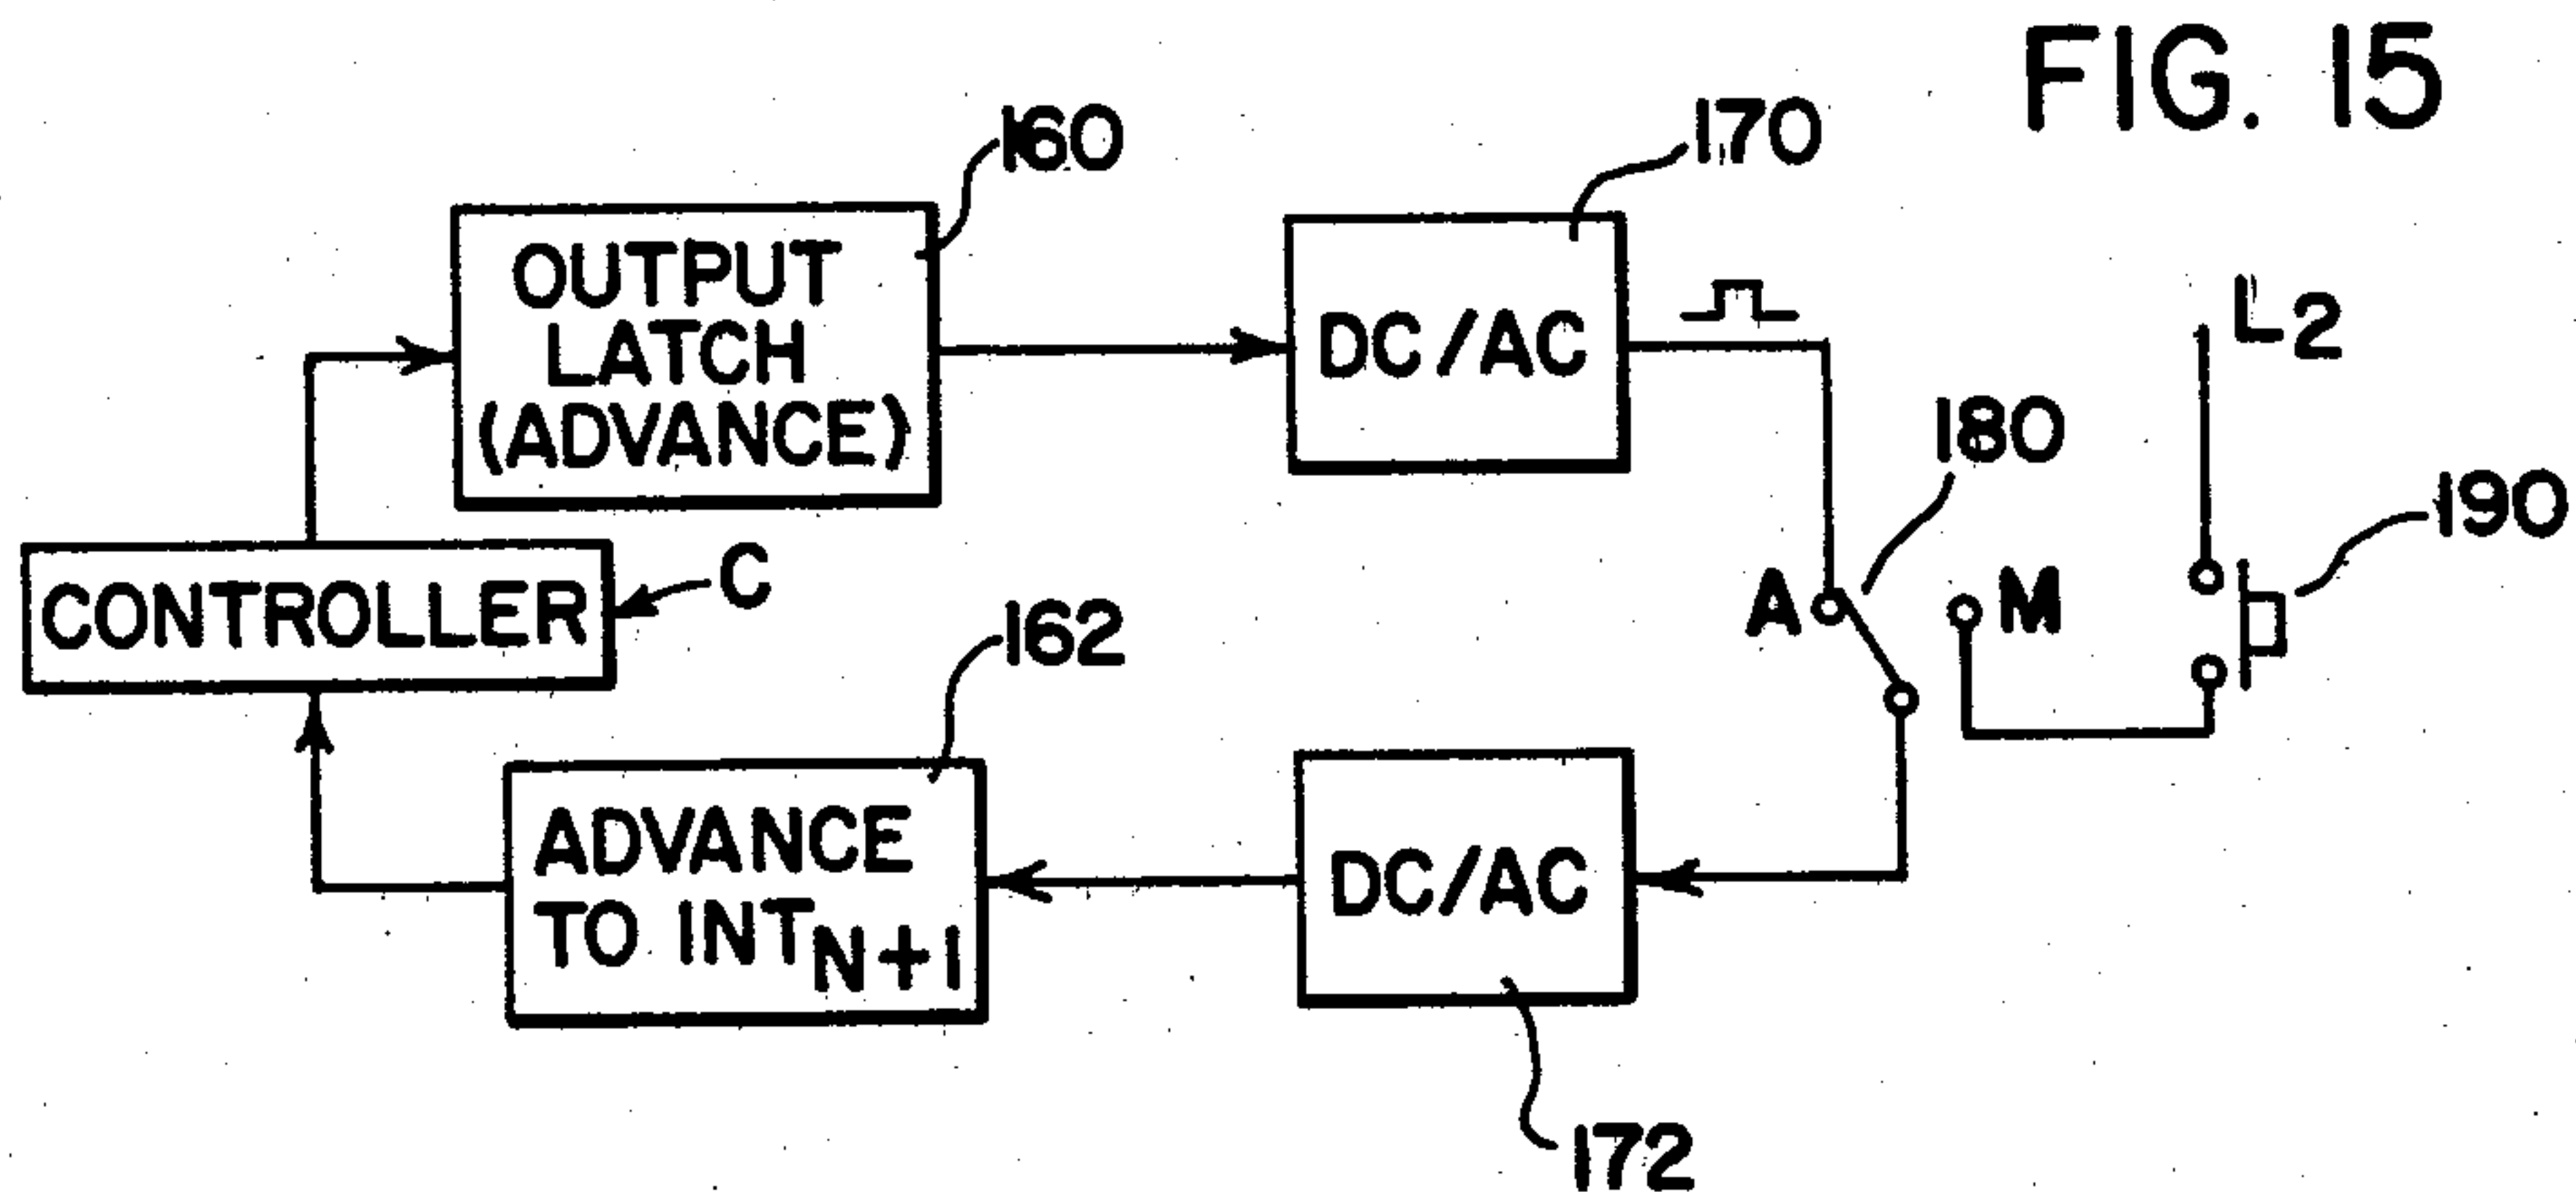 FIG. 15
160
170
OUTPUT
LATCH
(ADVANCE)
DC/AC
L2
180
190
CONTROLLER
C
A
M
162
ADVANCE
TO INTN+1
DC/AC
172